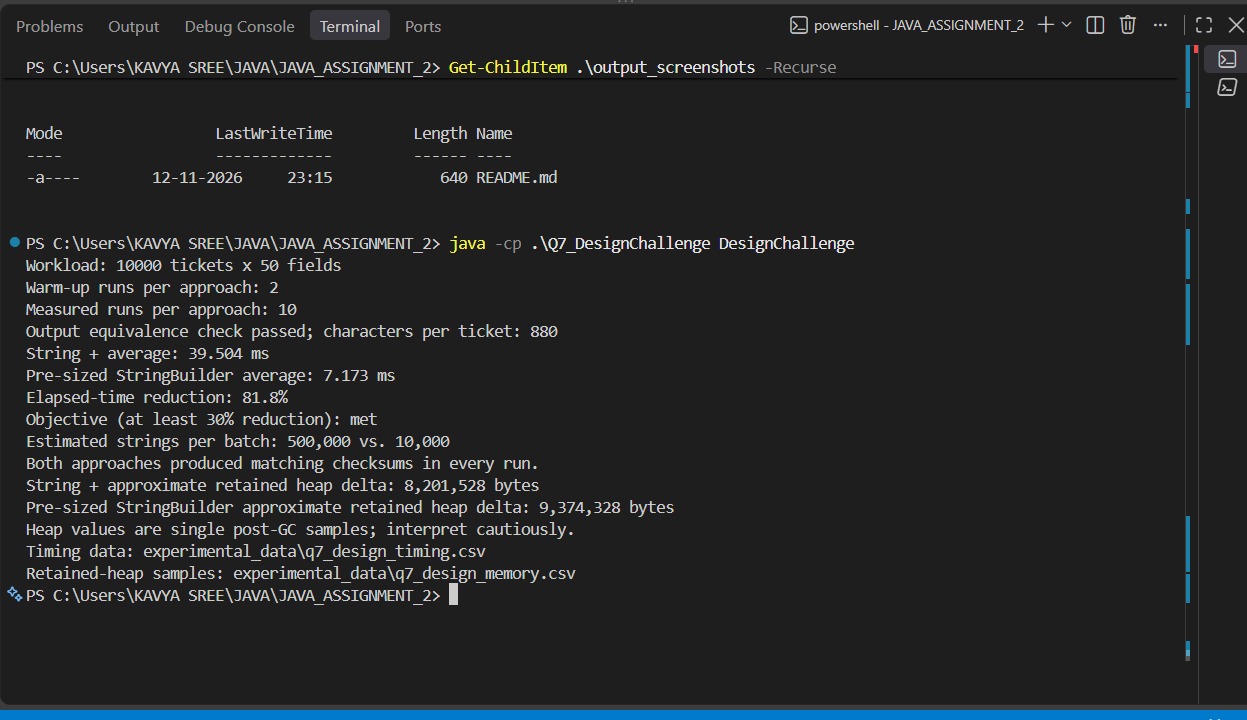 Problems Output Debug Console Terminal Ports powershell - JAVA_ASSIGNMENT_2
PS C:\Users\KAVYA SREE\JAVA\JAVA_ASSIGNMENT_2> Get-ChildItem .\output_screenshots -Recurse
Mode LastWriteTime Length Name
---- ------------- ------ ----
-a---- 12-11-2026 23:15 640 README.md
PS C:\Users\KAVYA SREE\JAVA\JAVA_ASSIGNMENT_2> java -cp .\Q7_DesignChallenge DesignChallenge
Workload: 10000 tickets x 50 fields
Warm-up runs per approach: 2
Measured runs per approach: 10
Output equivalence check passed; characters per ticket: 880
String + average: 39.504 ms
Pre-sized StringBuilder average: 7.173 ms
Elapsed-time reduction: 81.8%
Objective (at least 30% reduction): met
Estimated strings per batch: 500,000 vs. 10,000
Both approaches produced matching checksums in every run.
String + approximate retained heap delta: 8,201,528 bytes
Pre-sized StringBuilder approximate retained heap delta: 9,374,328 bytes
Heap values are single post-GC samples; interpret cautiously.
Timing data: experimental_data\q7_design_timing.csv
Retained-heap samples: experimental_data\q7_design_memory.csv
PS C:\Users\KAVYA SREE\JAVA\JAVA_ASSIGNMENT_2>